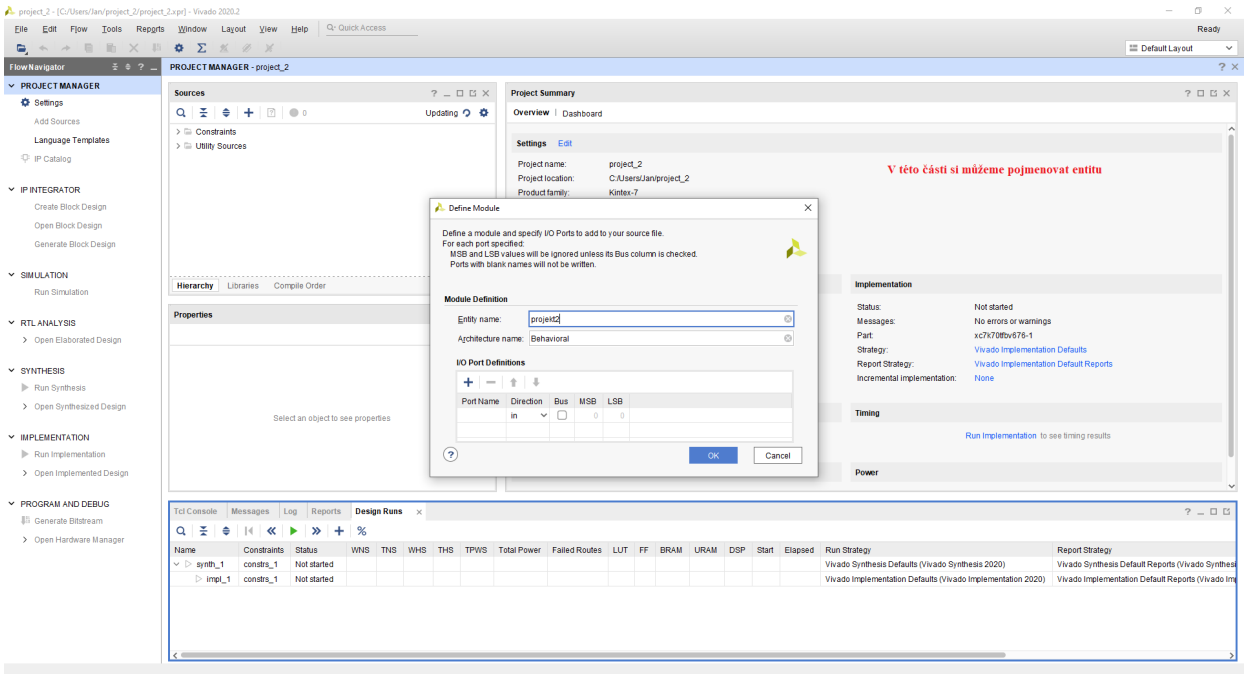 project_2 - [C:/Users/Jan/project_2/project_2.xpr] - Vivado 2020.2
File Edit Flow Tools Reports Window Layout View Help Q- Quick Access
Ready
Default Layout
Flow Navigator
PROJECT MANAGER
Settings
Add Sources
Language Templates
IP Catalog
IP INTEGRATOR
Create Block Design
Open Block Design
Generate Block Design
SIMULATION
Run Simulation
RTL ANALYSIS
Open Elaborated Design
SYNTHESIS
Run Synthesis
Open Synthesized Design
IMPLEMENTATION
Run Implementation
Open Implemented Design
PROGRAM AND DEBUG
Generate Bitstream
Open Hardware Manager
PROJECT MANAGER - project_2
Sources
0 Updating
Constraints
Utility Sources
Hierarchy Libraries Compile Order
Properties
Select an object to see properties
Project Summary
Overview | Dashboard
Settings Edit
Project name: project_2
Project location: C:/Users/Jan/project_2
Product family: Kintex-7
V této části si můžeme pojmenovat entitu
Define Module
Define a module and specify I/O Ports to add to your source file.
For each port specified:
MSB and LSB values will be ignored unless its Bus column is checked.
Ports with blank names will not be written.
Module Definition
Entity name: projekt2
Architecture name: Behavioral
I/O Port Definitions
Port Name Direction Bus MSB LSB
in 0 0
OK Cancel
Implementation
Status: Not started
Messages: No errors or warnings
Part: xc7k70tfbv676-1
Strategy: Vivado Implementation Defaults
Report Strategy: Vivado Implementation Default Reports
Incremental implementation: None
Timing
Run Implementation to see timing results
Power
Tcl Console Messages Log Reports Design Runs
Name Constraints Status WNS TNS WHS THS TPWS Total Power Failed Routes LUT FF BRAM URAM DSP Start Elapsed Run Strategy Report Strategy
synth_1 constrs_1 Not started Vivado Synthesis Defaults (Vivado Synthesis 2020) Vivado Synthesis Default Reports (Vivado Synthesi
impl_1 constrs_1 Not started Vivado Implementation Defaults (Vivado Implementation 2020) Vivado Implementation Default Reports (Vivado Imp